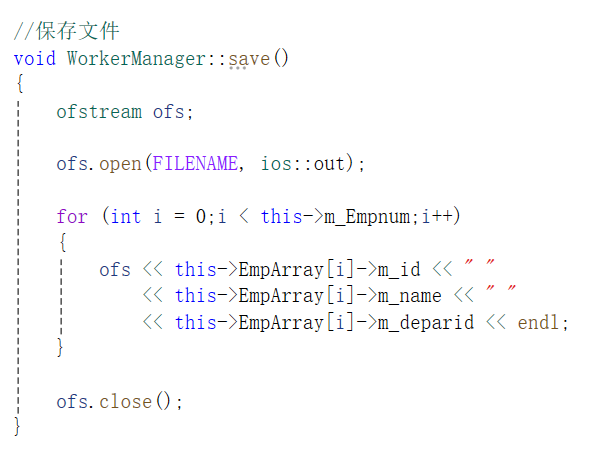 //保存文件
void WorkerManager::save()
{
ofstream ofs;
ofs.open(FILENAME, ios::out);
for (int i = 0;i < this->m_Empnum;i++)
{
ofs << this->EmpArray[i]->m_id << " "
<< this->EmpArray[i]->m_name << " "
<< this->EmpArray[i]->m_deparid << endl;
}
ofs.close();
}